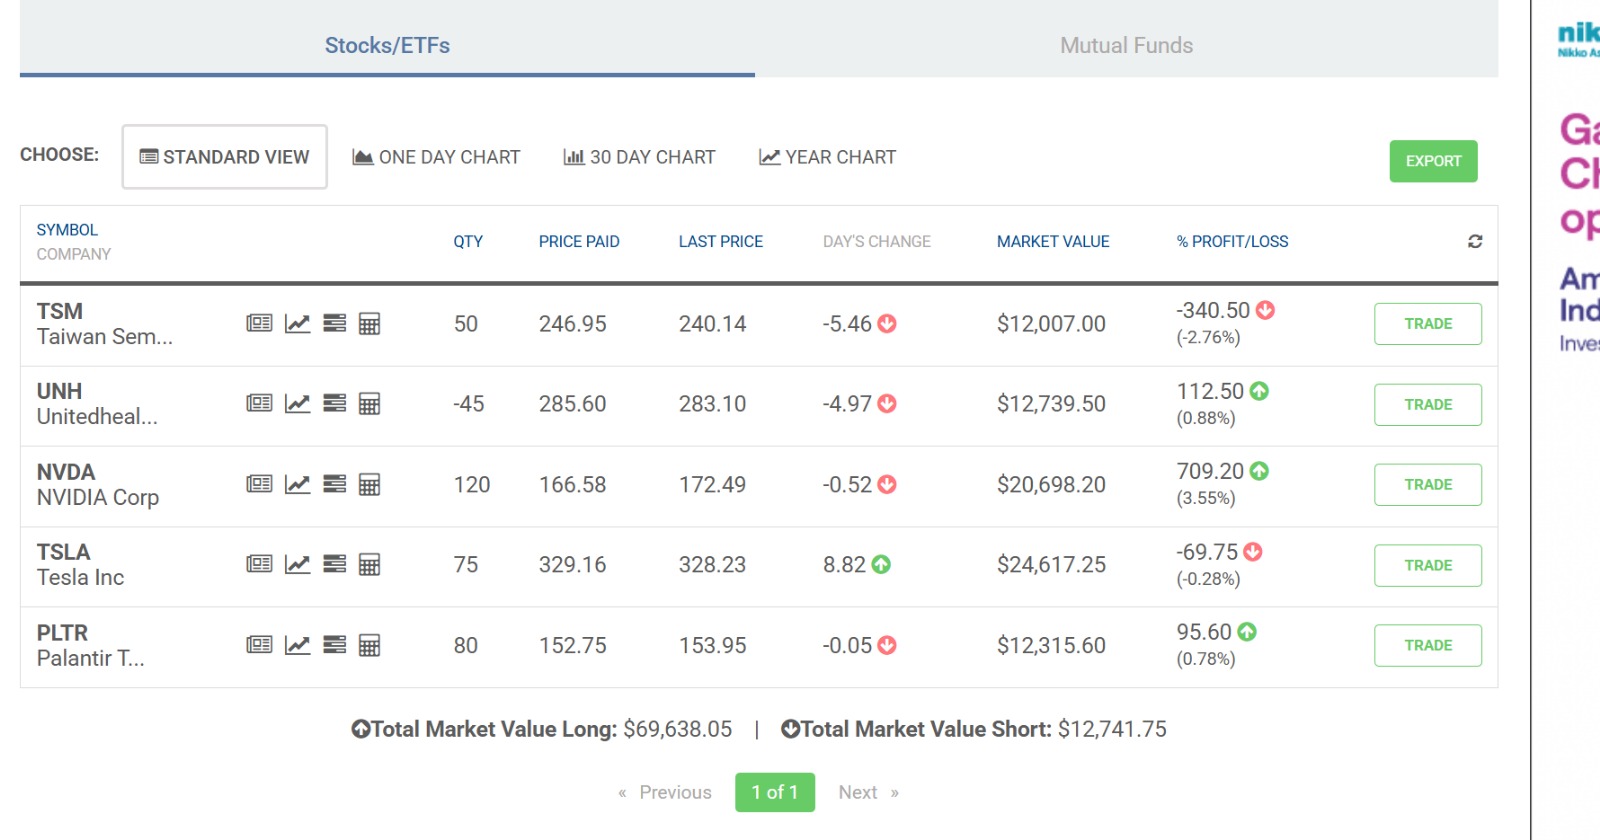 Stocks/ETFs Mutual Funds
CHOOSE: STANDARD VIEW ONE DAY CHART 30 DAY CHART YEAR CHART EXPORT
SYMBOL
COMPANY QTY PRICE PAID LAST PRICE DAY'S CHANGE MARKET VALUE % PROFIT/LOSS
TSM 50 246.95 240.14 -5.46 $12,007.00 -340.50 TRADE
Taiwan Sem... (-2.76%)
UNH -45 285.60 283.10 -4.97 $12,739.50 112.50 TRADE
Unitedheal... (0.88%)
NVDA 120 166.58 172.49 -0.52 $20,698.20 709.20 TRADE
NVIDIA Corp (3.55%)
TSLA 75 329.16 328.23 8.82 $24,617.25 -69.75 TRADE
Tesla Inc (-0.28%)
PLTR 80 152.75 153.95 -0.05 $12,315.60 95.60 TRADE
Palantir T... (0.78%)
Total Market Value Long: $69,638.05 | Total Market Value Short: $12,741.75
« Previous 1 of 1 Next »
nik
Nikko As
Ga
Ch
op
Am
Ind
Inves